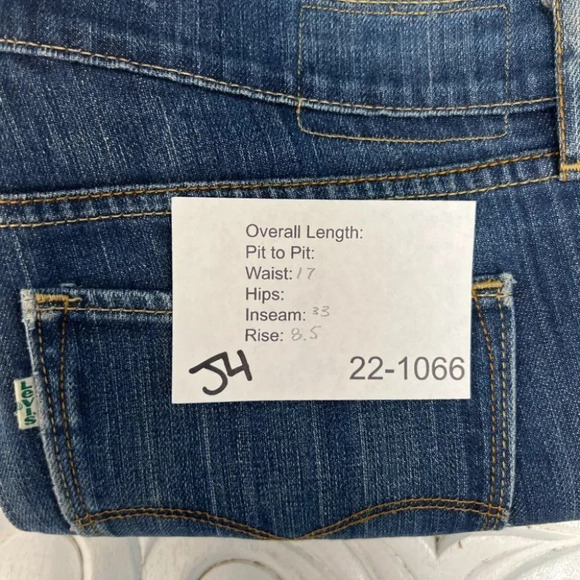 Overall Length:
Pit to Pit:
Waist: 17
Hips:
Inseam: 33
Rise: 8.5
J4
22-1066
LEVI'S